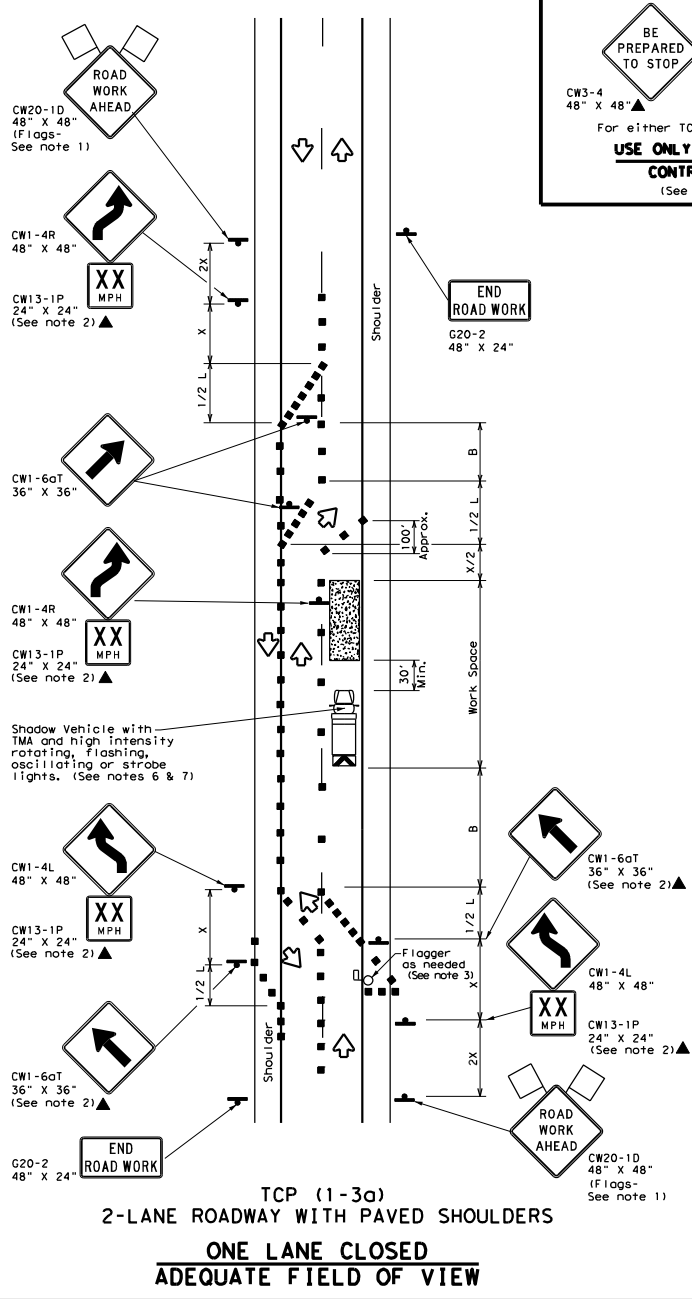 ROAD
WORK
AHEAD
CW20-1D
48" X 48"
(Flags-
See note 1)
CW1-4R
48" X 48"
XX
MPH
CW13-1P
24" X 24"
(See note 2)
CW1-6aT
36" X 36"
CW1-4R
48" X 48"
XX
MPH
CW13-1P
24" X 24"
(See note 2)
Shadow Vehicle with
TMA and high intensity
rotating, flashing,
oscillating or strobe
lights. (See notes 6 & 7)
CW1-4L
48" X 48"
XX
MPH
CW13-1P
24" X 24"
(See note 2)
CW1-6aT
36" X 36"
(See note 2)
G20-2
48" X 24"
END
ROAD WORK
2X
X
1/2 L
X
1/2 L
Shoulder
Shoulder
BE
PREPARED
TO STOP
CW3-4
48" X 48"
For either TC
USE ONLY
CONTR
(See
END
ROAD WORK
G20-2
48" X 24"
B
1/2 L
100'
Approx.
X/2
Work Space
30'
Min.
B
1/2 L
X
2X
CW1-6aT
36" X 36"
(See note 2)
Flagger
as needed
(See note 3)
CW1-4L
48" X 48"
XX
MPH
CW13-1P
24" X 24"
(See note 2)
ROAD
WORK
AHEAD
CW20-1D
48" X 48"
(Flags-
See note 1)
TCP (1-3a)
2-LANE ROADWAY WITH PAVED SHOULDERS
ONE LANE CLOSED
ADEQUATE FIELD OF VIEW